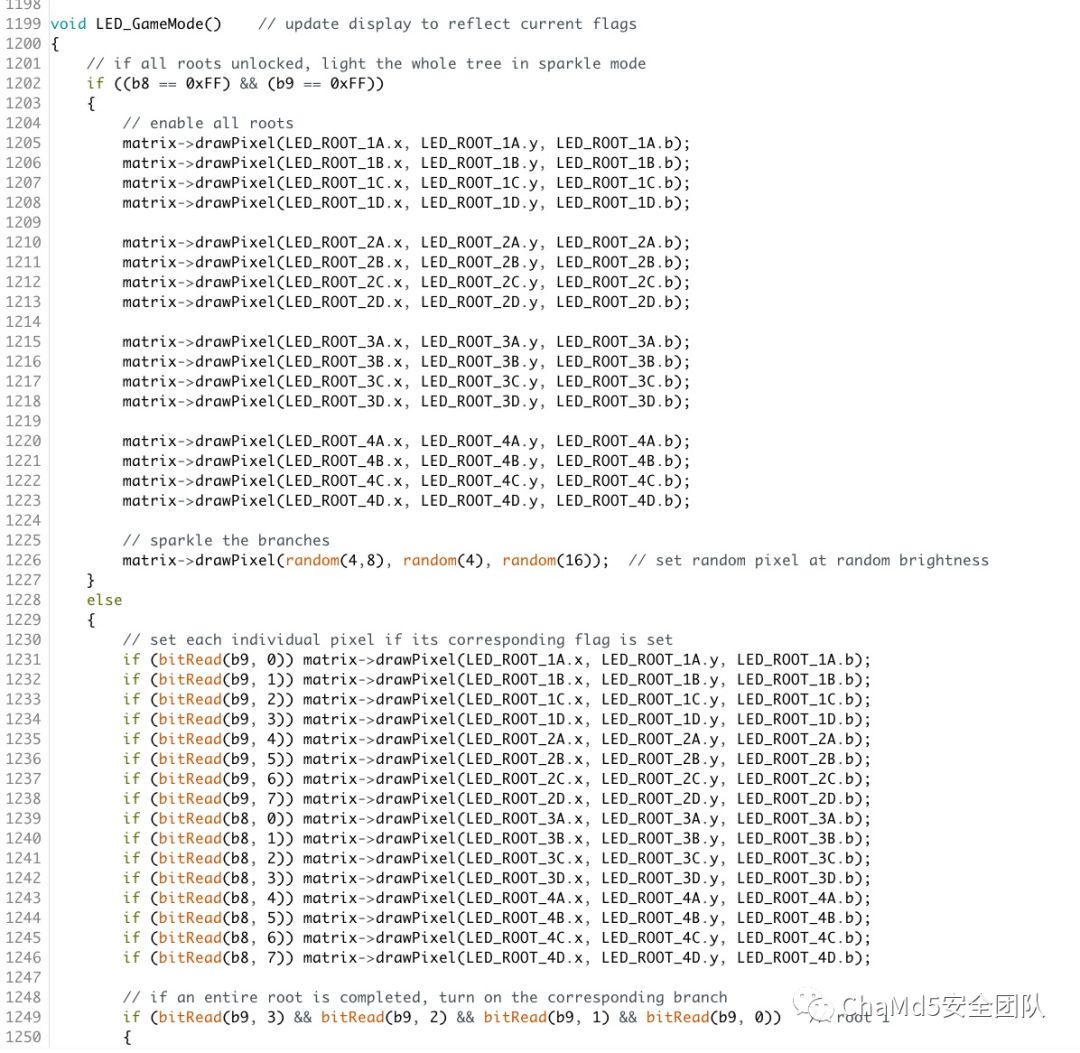 1198
1199 void LED_GameMode()    // update display to reflect current flags
1200 {
1201     // if all roots unlocked, light the whole tree in sparkle mode
1202     if ((b8 == 0xFF) && (b9 == 0xFF))
1203     {
1204         // enable all roots
1205         matrix->drawPixel(LED_ROOT_1A.x, LED_ROOT_1A.y, LED_ROOT_1A.b);
1206         matrix->drawPixel(LED_ROOT_1B.x, LED_ROOT_1B.y, LED_ROOT_1B.b);
1207         matrix->drawPixel(LED_ROOT_1C.x, LED_ROOT_1C.y, LED_ROOT_1C.b);
1208         matrix->drawPixel(LED_ROOT_1D.x, LED_ROOT_1D.y, LED_ROOT_1D.b);
1209
1210         matrix->drawPixel(LED_ROOT_2A.x, LED_ROOT_2A.y, LED_ROOT_2A.b);
1211         matrix->drawPixel(LED_ROOT_2B.x, LED_ROOT_2B.y, LED_ROOT_2B.b);
1212         matrix->drawPixel(LED_ROOT_2C.x, LED_ROOT_2C.y, LED_ROOT_2C.b);
1213         matrix->drawPixel(LED_ROOT_2D.x, LED_ROOT_2D.y, LED_ROOT_2D.b);
1214
1215         matrix->drawPixel(LED_ROOT_3A.x, LED_ROOT_3A.y, LED_ROOT_3A.b);
1216         matrix->drawPixel(LED_ROOT_3B.x, LED_ROOT_3B.y, LED_ROOT_3B.b);
1217         matrix->drawPixel(LED_ROOT_3C.x, LED_ROOT_3C.y, LED_ROOT_3C.b);
1218         matrix->drawPixel(LED_ROOT_3D.x, LED_ROOT_3D.y, LED_ROOT_3D.b);
1219
1220         matrix->drawPixel(LED_ROOT_4A.x, LED_ROOT_4A.y, LED_ROOT_4A.b);
1221         matrix->drawPixel(LED_ROOT_4B.x, LED_ROOT_4B.y, LED_ROOT_4B.b);
1222         matrix->drawPixel(LED_ROOT_4C.x, LED_ROOT_4C.y, LED_ROOT_4C.b);
1223         matrix->drawPixel(LED_ROOT_4D.x, LED_ROOT_4D.y, LED_ROOT_4D.b);
1224
1225         // sparkle the branches
1226         matrix->drawPixel(random(4,8), random(4), random(16));  // set random pixel at random brightness
1227     }
1228     else
1229     {
1230         // set each individual pixel if its corresponding flag is set
1231         if (bitRead(b9, 0)) matrix->drawPixel(LED_ROOT_1A.x, LED_ROOT_1A.y, LED_ROOT_1A.b);
1232         if (bitRead(b9, 1)) matrix->drawPixel(LED_ROOT_1B.x, LED_ROOT_1B.y, LED_ROOT_1B.b);
1233         if (bitRead(b9, 2)) matrix->drawPixel(LED_ROOT_1C.x, LED_ROOT_1C.y, LED_ROOT_1C.b);
1234         if (bitRead(b9, 3)) matrix->drawPixel(LED_ROOT_1D.x, LED_ROOT_1D.y, LED_ROOT_1D.b);
1235         if (bitRead(b9, 4)) matrix->drawPixel(LED_ROOT_2A.x, LED_ROOT_2A.y, LED_ROOT_2A.b);
1236         if (bitRead(b9, 5)) matrix->drawPixel(LED_ROOT_2B.x, LED_ROOT_2B.y, LED_ROOT_2B.b);
1237         if (bitRead(b9, 6)) matrix->drawPixel(LED_ROOT_2C.x, LED_ROOT_2C.y, LED_ROOT_2C.b);
1238         if (bitRead(b9, 7)) matrix->drawPixel(LED_ROOT_2D.x, LED_ROOT_2D.y, LED_ROOT_2D.b);
1239         if (bitRead(b8, 0)) matrix->drawPixel(LED_ROOT_3A.x, LED_ROOT_3A.y, LED_ROOT_3A.b);
1240         if (bitRead(b8, 1)) matrix->drawPixel(LED_ROOT_3B.x, LED_ROOT_3B.y, LED_ROOT_3B.b);
1241         if (bitRead(b8, 2)) matrix->drawPixel(LED_ROOT_3C.x, LED_ROOT_3C.y, LED_ROOT_3C.b);
1242         if (bitRead(b8, 3)) matrix->drawPixel(LED_ROOT_3D.x, LED_ROOT_3D.y, LED_ROOT_3D.b);
1243         if (bitRead(b8, 4)) matrix->drawPixel(LED_ROOT_4A.x, LED_ROOT_4A.y, LED_ROOT_4A.b);
1244         if (bitRead(b8, 5)) matrix->drawPixel(LED_ROOT_4B.x, LED_ROOT_4B.y, LED_ROOT_4B.b);
1245         if (bitRead(b8, 6)) matrix->drawPixel(LED_ROOT_4C.x, LED_ROOT_4C.y, LED_ROOT_4C.b);
1246         if (bitRead(b8, 7)) matrix->drawPixel(LED_ROOT_4D.x, LED_ROOT_4D.y, LED_ROOT_4D.b);
1247
1248         // if an entire root is completed, turn on the corresponding branch
1249         if (bitRead(b9, 3) && bitRead(b9, 2) && bitRead(b9, 1) && bitRead(b9, 0))   // root 1
ChaMd5安全团队
1250         {